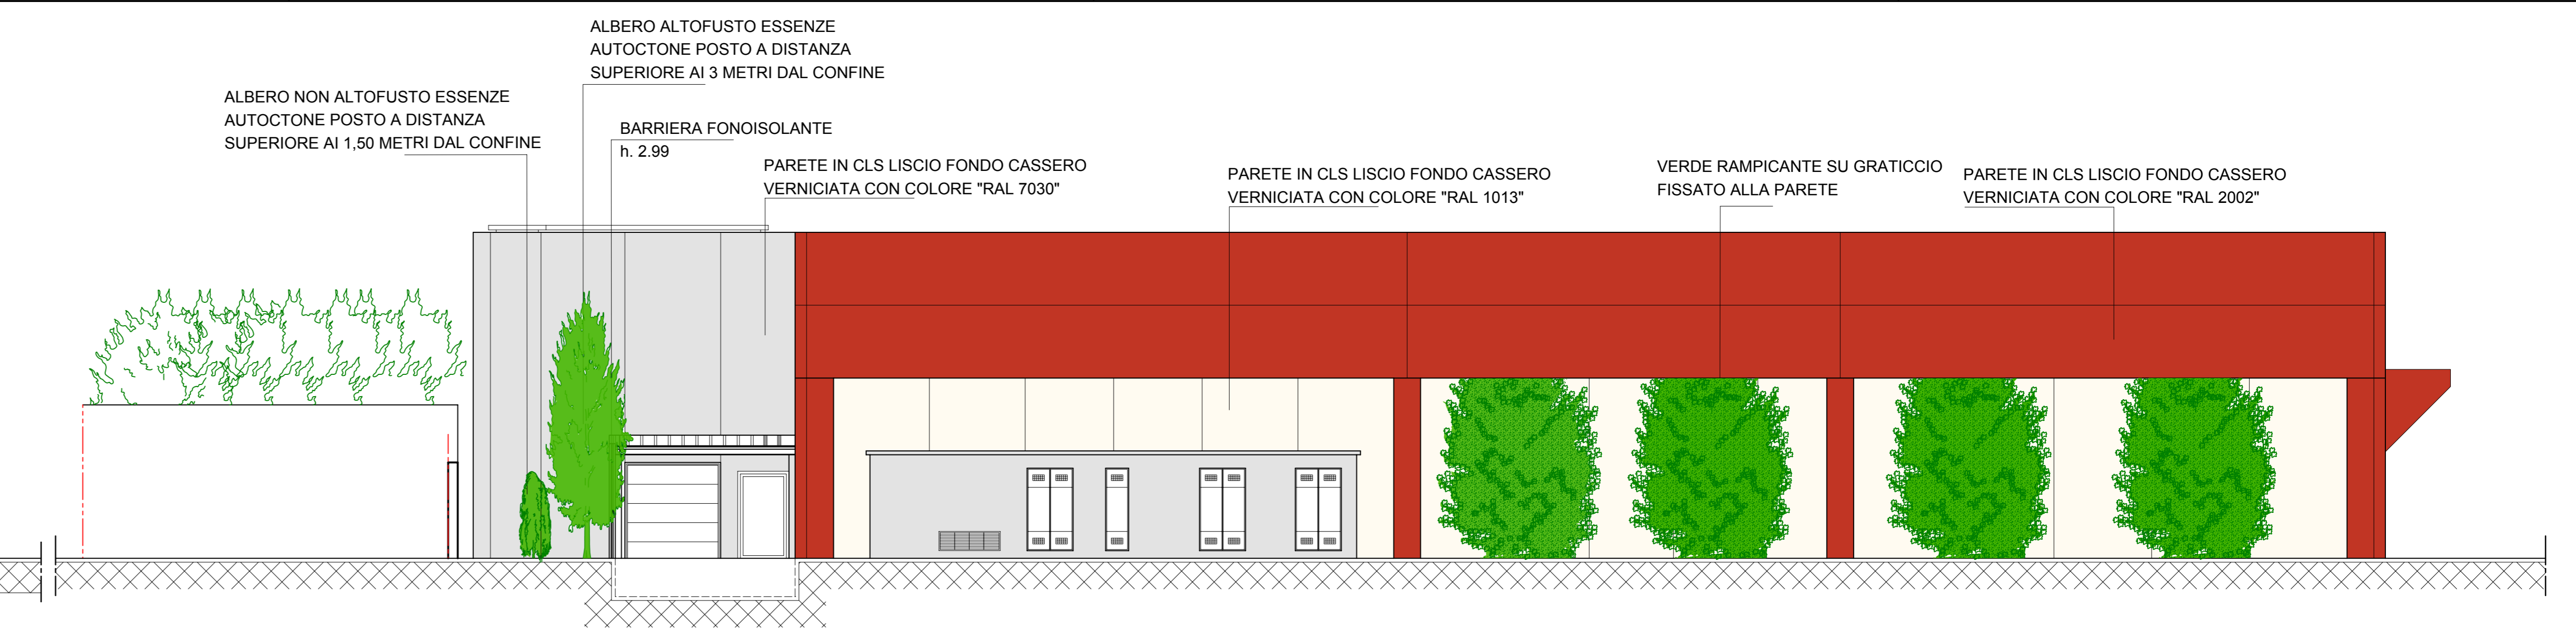 ALBERO ALTOFUSTO ESSENZE
AUTOCTONE POSTO A DISTANZA
SUPERIORE AI 3 METRI DAL CONFINE
ALBERO NON ALTOFUSTO ESSENZE
AUTOCTONE POSTO A DISTANZA
SUPERIORE AI 1,50 METRI DAL CONFINE
BARRIERA FONOISOLANTE
h. 2.99
PARETE IN CLS LISCIO FONDO CASSERO
VERNICIATA CON COLORE "RAL 7030"
PARETE IN CLS LISCIO FONDO CASSERO
VERNICIATA CON COLORE "RAL 1013"
VERDE RAMPICANTE SU GRATICCIO
FISSATO ALLA PARETE
PARETE IN CLS LISCIO FONDO CASSERO
VERNICIATA CON COLORE "RAL 2002"